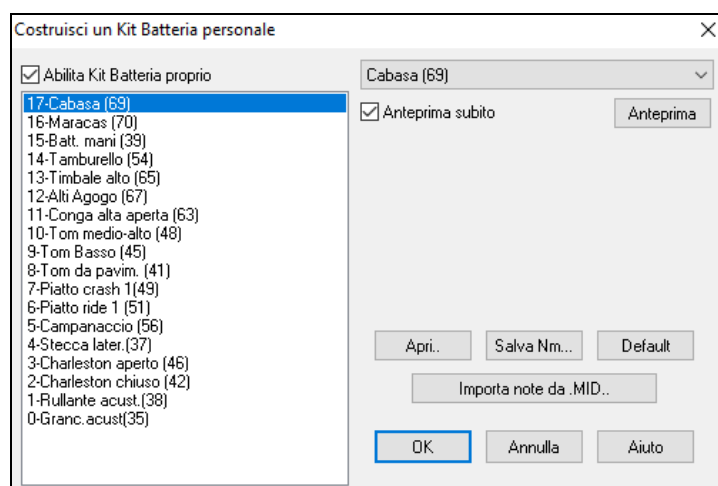 Costruisci un Kit Batteria personale
Abilita Kit Batteria proprio
17-Cabasa (69)
16-Maracas (70)
15-Batt. mani (39)
14-Tamburello (54)
13-Timbale alto (65)
12-Alti Agogo (67)
11-Conga alta aperta (63)
10-Tom medio-alto (48)
9-Tom Basso (45)
8-Tom da pavim. (41)
7-Piatto crash 1(49)
6-Piatto ride 1 (51)
5-Campanaccio (56)
4-Stecca later.(37)
3-Charleston aperto (46)
2-Charleston chiuso (42)
1-Rullante acust.(38)
0-Granc.acust(35)
Cabasa (69)
Anteprima subito
Anteprima
Apri..
Salva Nm...
Default
Importa note da .MID..
OK
Annulla
Aiuto